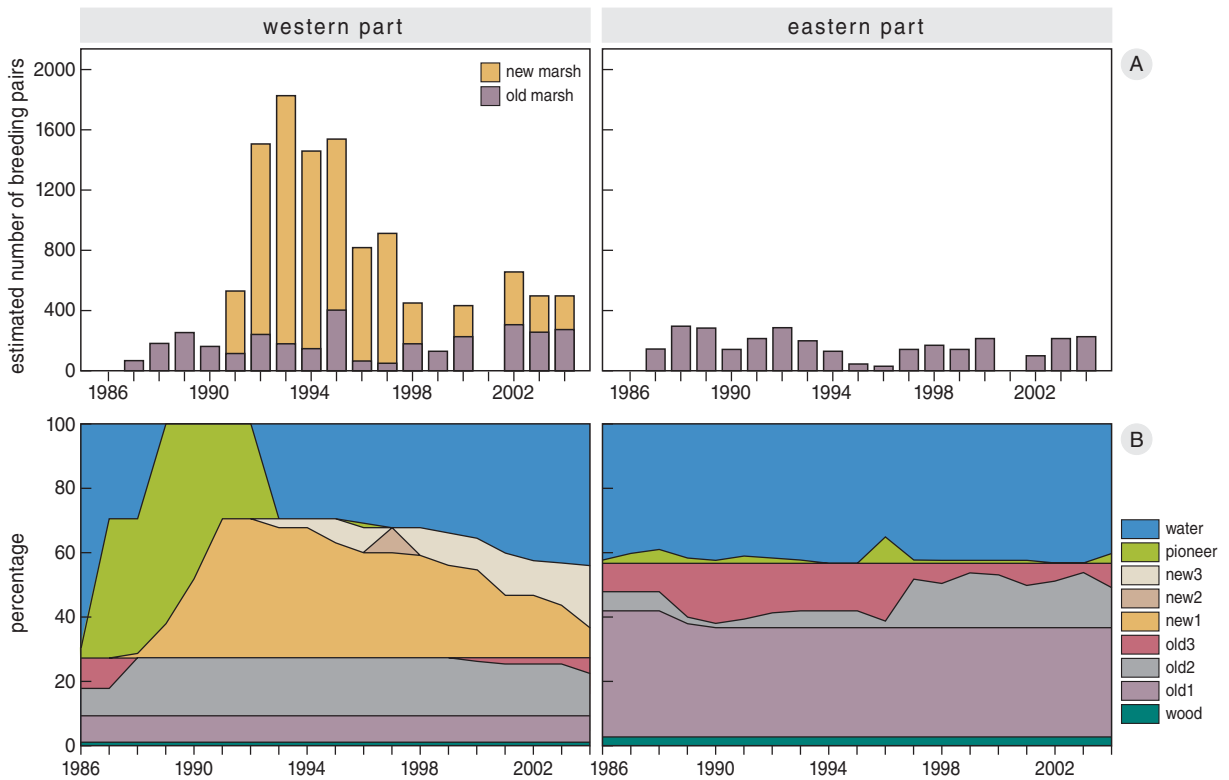 western part
eastern part
A
estimated number of breeding pairs
2000
1600
1200
800
400
0
new marsh
old marsh
1986 1990 1994 1998 2002
1986 1990 1994 1998 2002
B
percentage
100
80
60
40
20
0
water
pioneer
new3
new2
new1
old3
old2
old1
wood
1986 1990 1994 1998 2002
1986 1990 1994 1998 2002